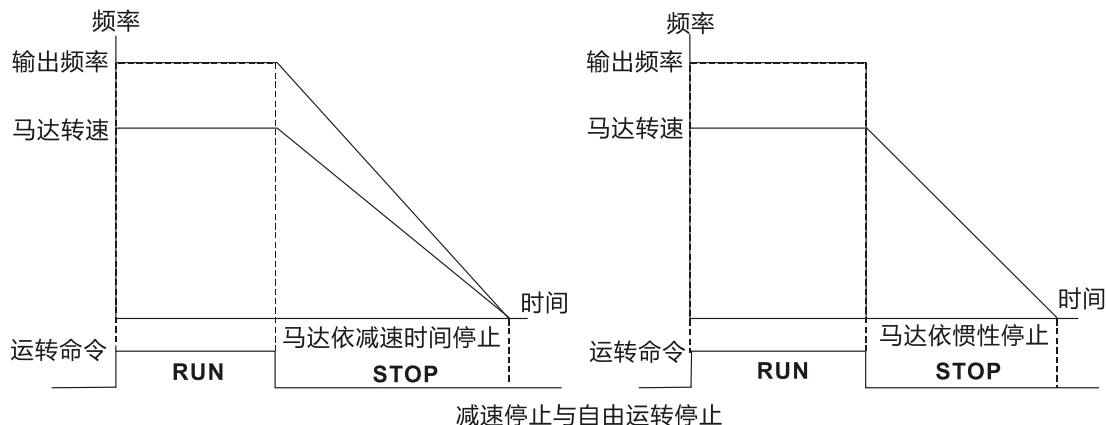 频率
输出频率
马达转速
时间
马达依减速时间停止
运转命令
RUN
STOP
频率
输出频率
马达转速
时间
马达依惯性停止
运转命令
RUN
STOP
减速停止与自由运转停止